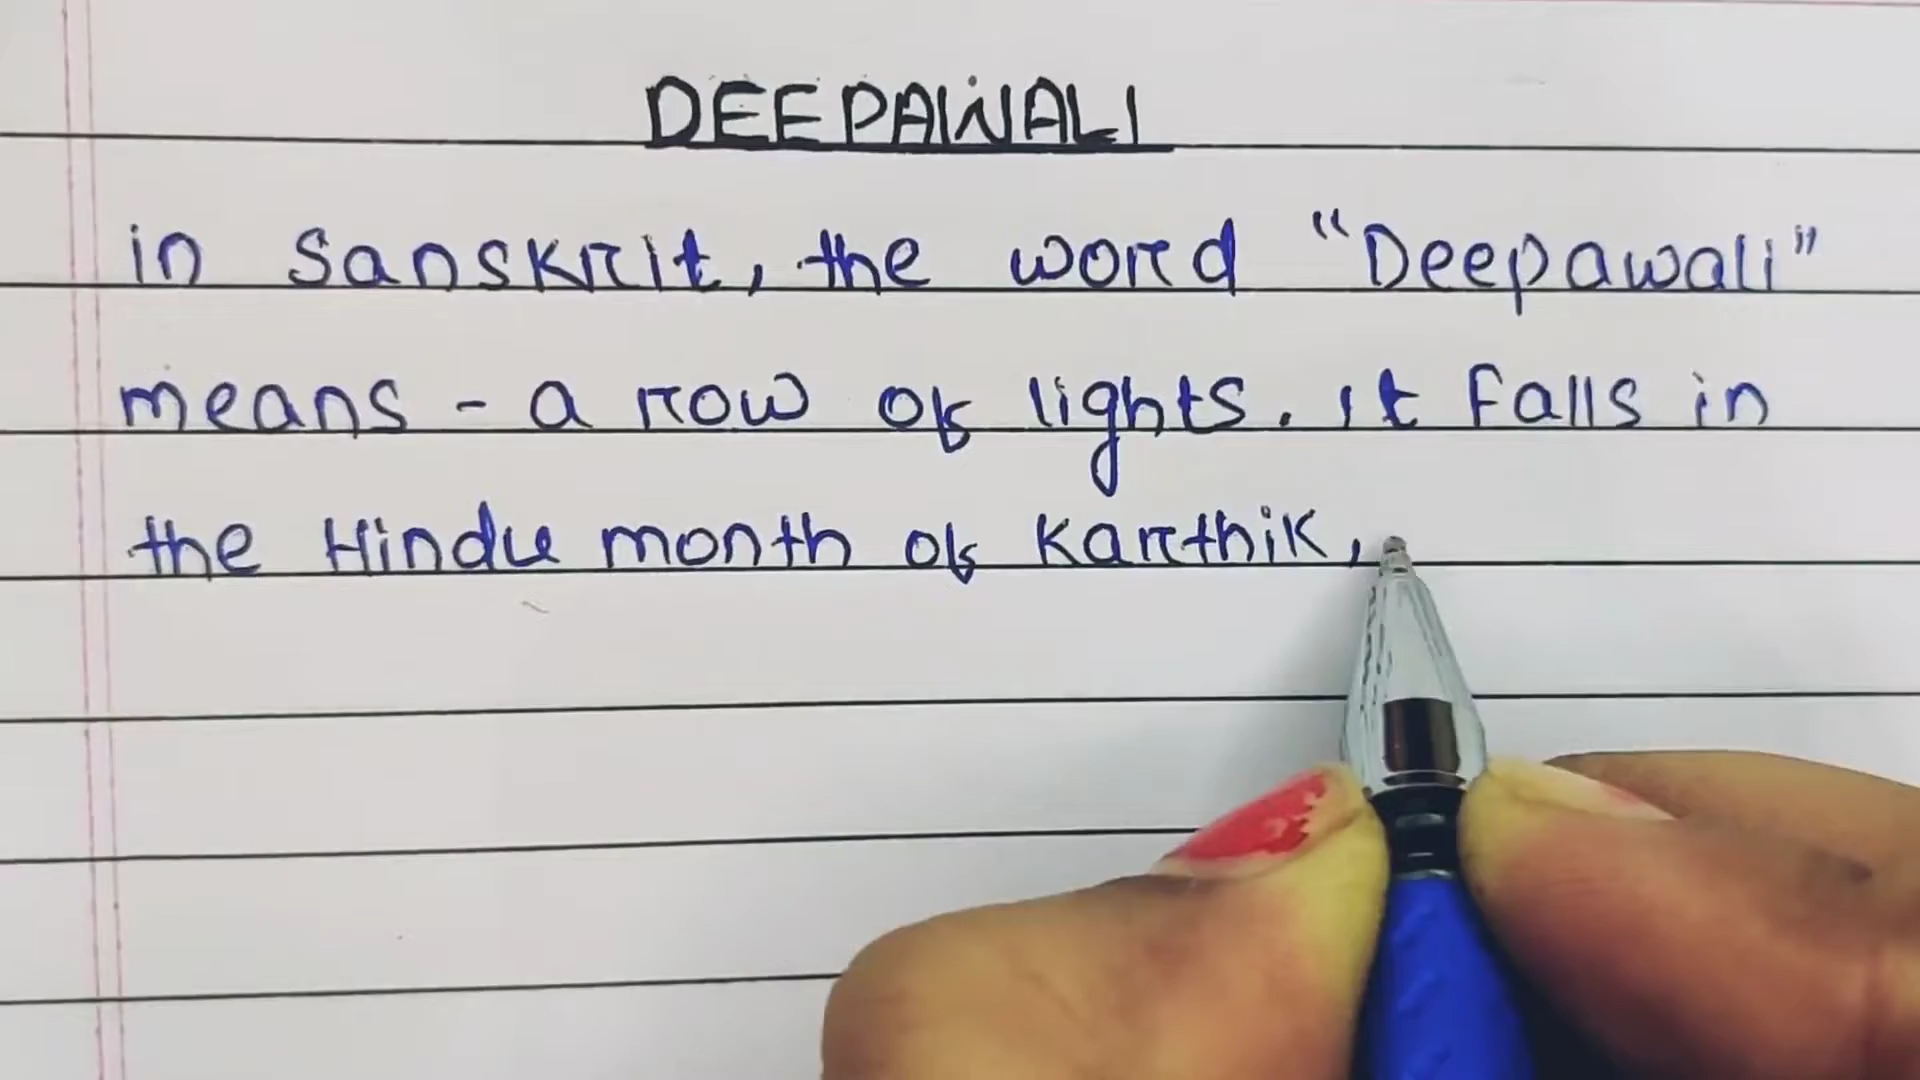 DEEPAWALI
in Sanskrit, the word "Deepawali"
means - a row of lights. It falls in
the Hindu month of Karthik,